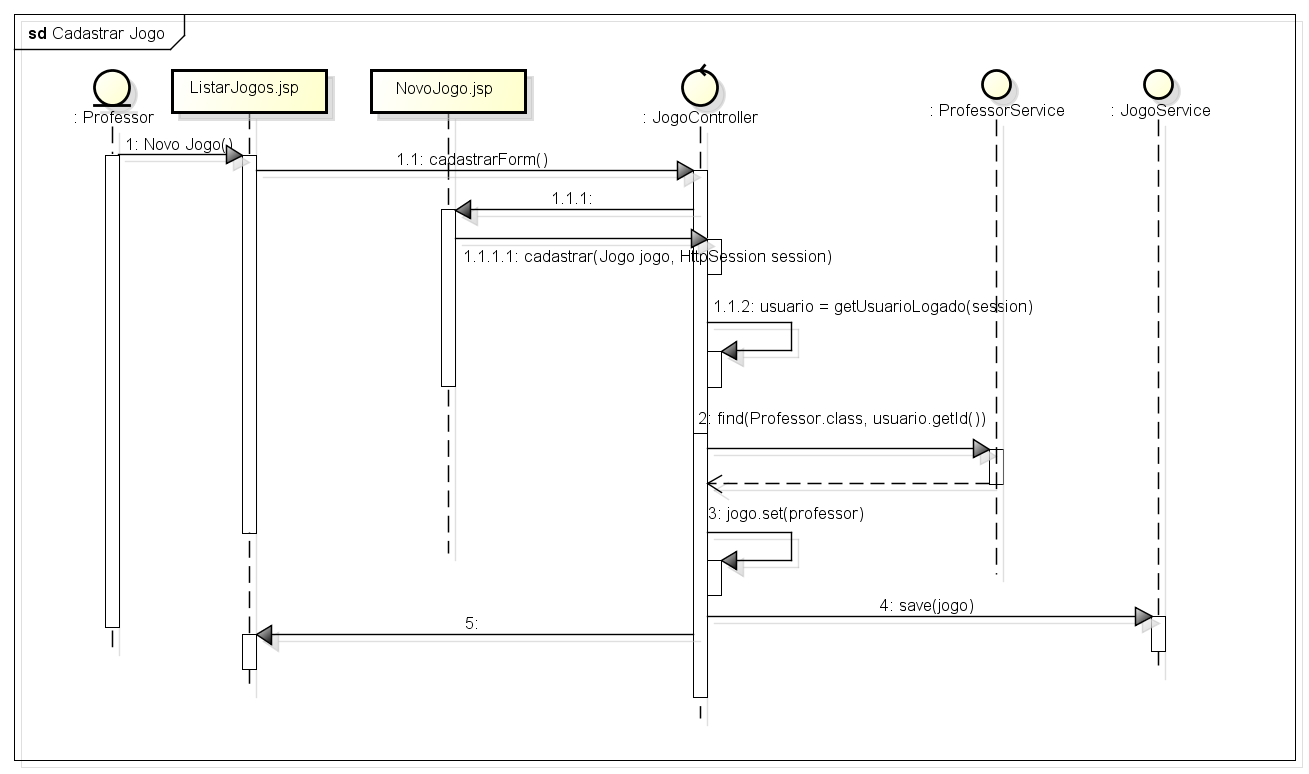 sd Cadastrar Jogo
ListarJogos.jsp
NovoJogo.jsp
: Professor
: JogoController
: ProfessorService
: JogoService
1: Novo Jogo()
1.1: cadastrarForm()
1.1.1:
1.1.1.1: cadastrar(Jogo jogo, HttpSession session)
1.1.2: usuario = getUsuarioLogado(session)
2: find(Professor.class, usuario.getId())
3: jogo.set(professor)
4: save(jogo)
5: